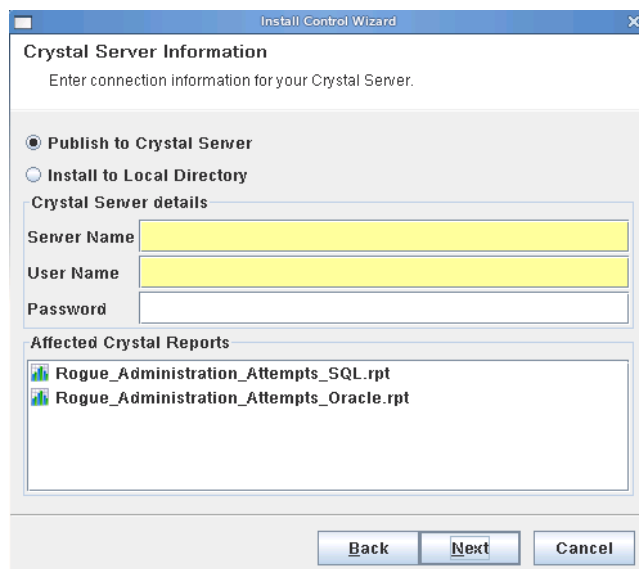 Install Control Wizard
Crystal Server Information
Enter connection information for your Crystal Server.
Publish to Crystal Server
Install to Local Directory
Crystal Server details
Server Name
User Name
Password
Affected Crystal Reports
Rogue_Administration_Attempts_SQL.rpt
Rogue_Administration_Attempts_Oracle.rpt
Back Next Cancel